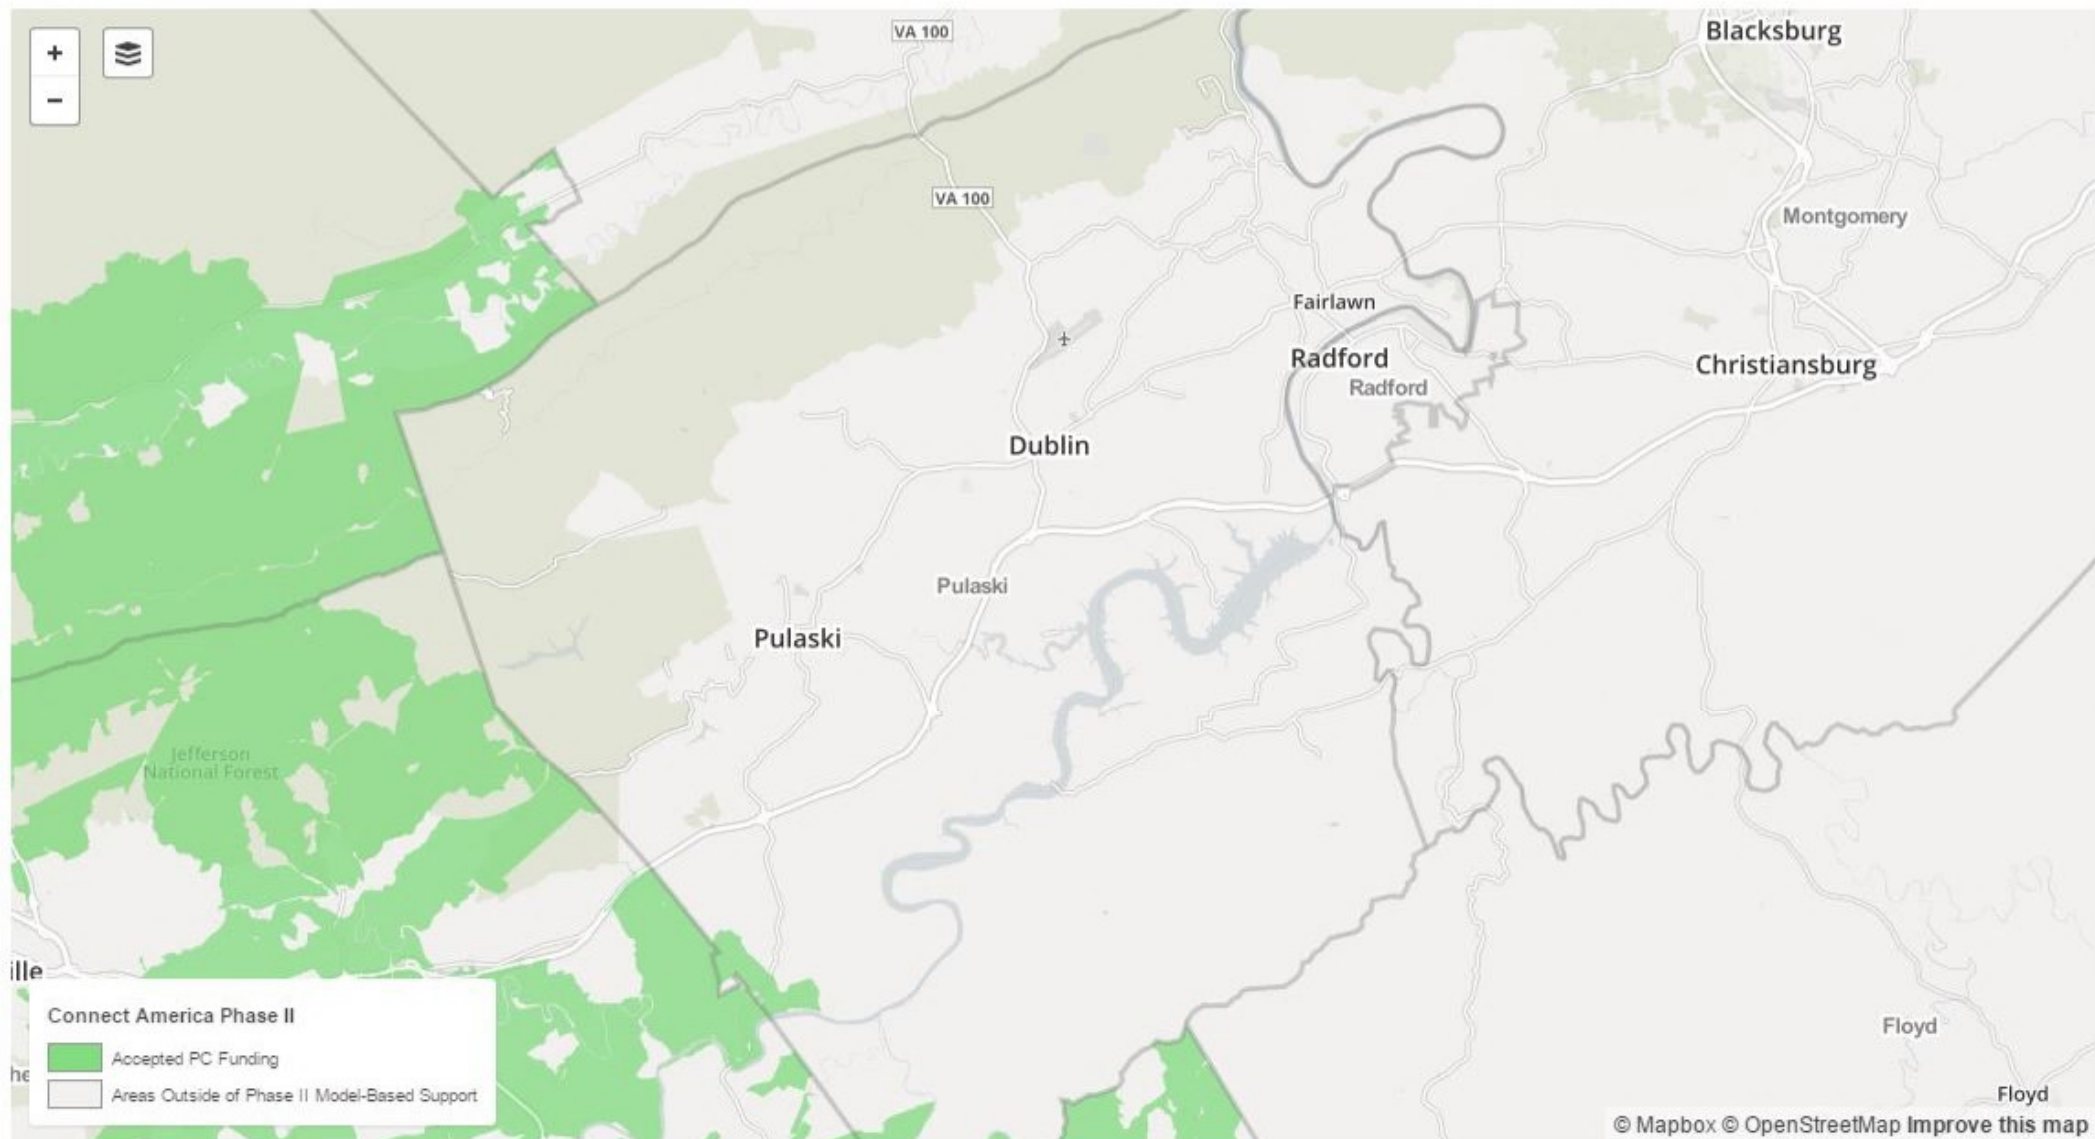 +
−
VA 100
Blacksburg
VA 100
Montgomery
Fairlawn
Radford
Radford
Christiansburg
Dublin
Pulaski
Pulaski
Jefferson
National Forest
ille
Connect America Phase II
Accepted PC Funding
Areas Outside of Phase II Model-Based Support
he
Floyd
Floyd
© Mapbox © OpenStreetMap Improve this map